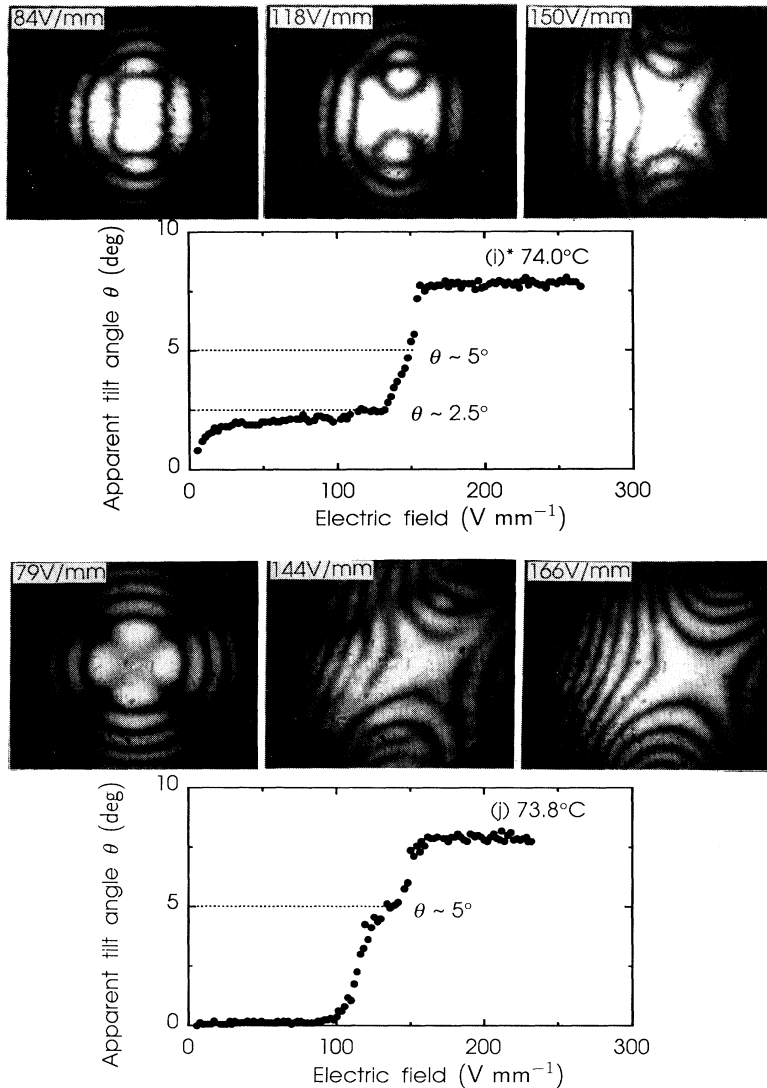 84V/mm 118V/mm 150V/mm
10
(i)* 74.0°C
Apparent tilt angle θ (deg)
5
θ ~ 5°
θ ~ 2.5°
0
0 100 200 300
Electric field (V mm⁻¹)
79V/mm 144V/mm 166V/mm
10
(j) 73.8°C
Apparent tilt angle θ (deg)
5
θ ~ 5°
0
0 100 200 300
Electric field (V mm⁻¹)